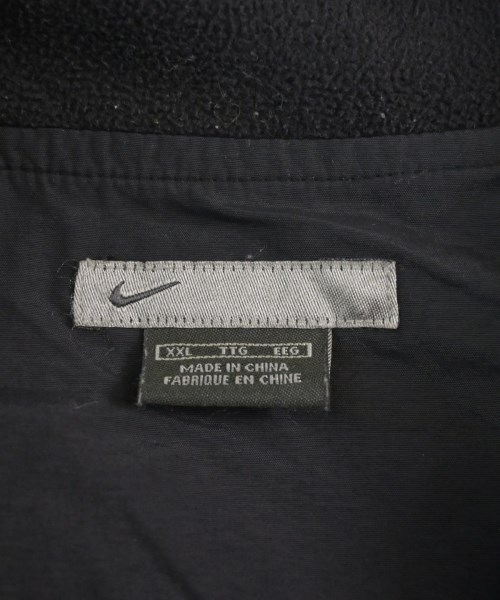 XXL TTG EEG
MADE IN CHINA
FABRIQUE EN CHINE